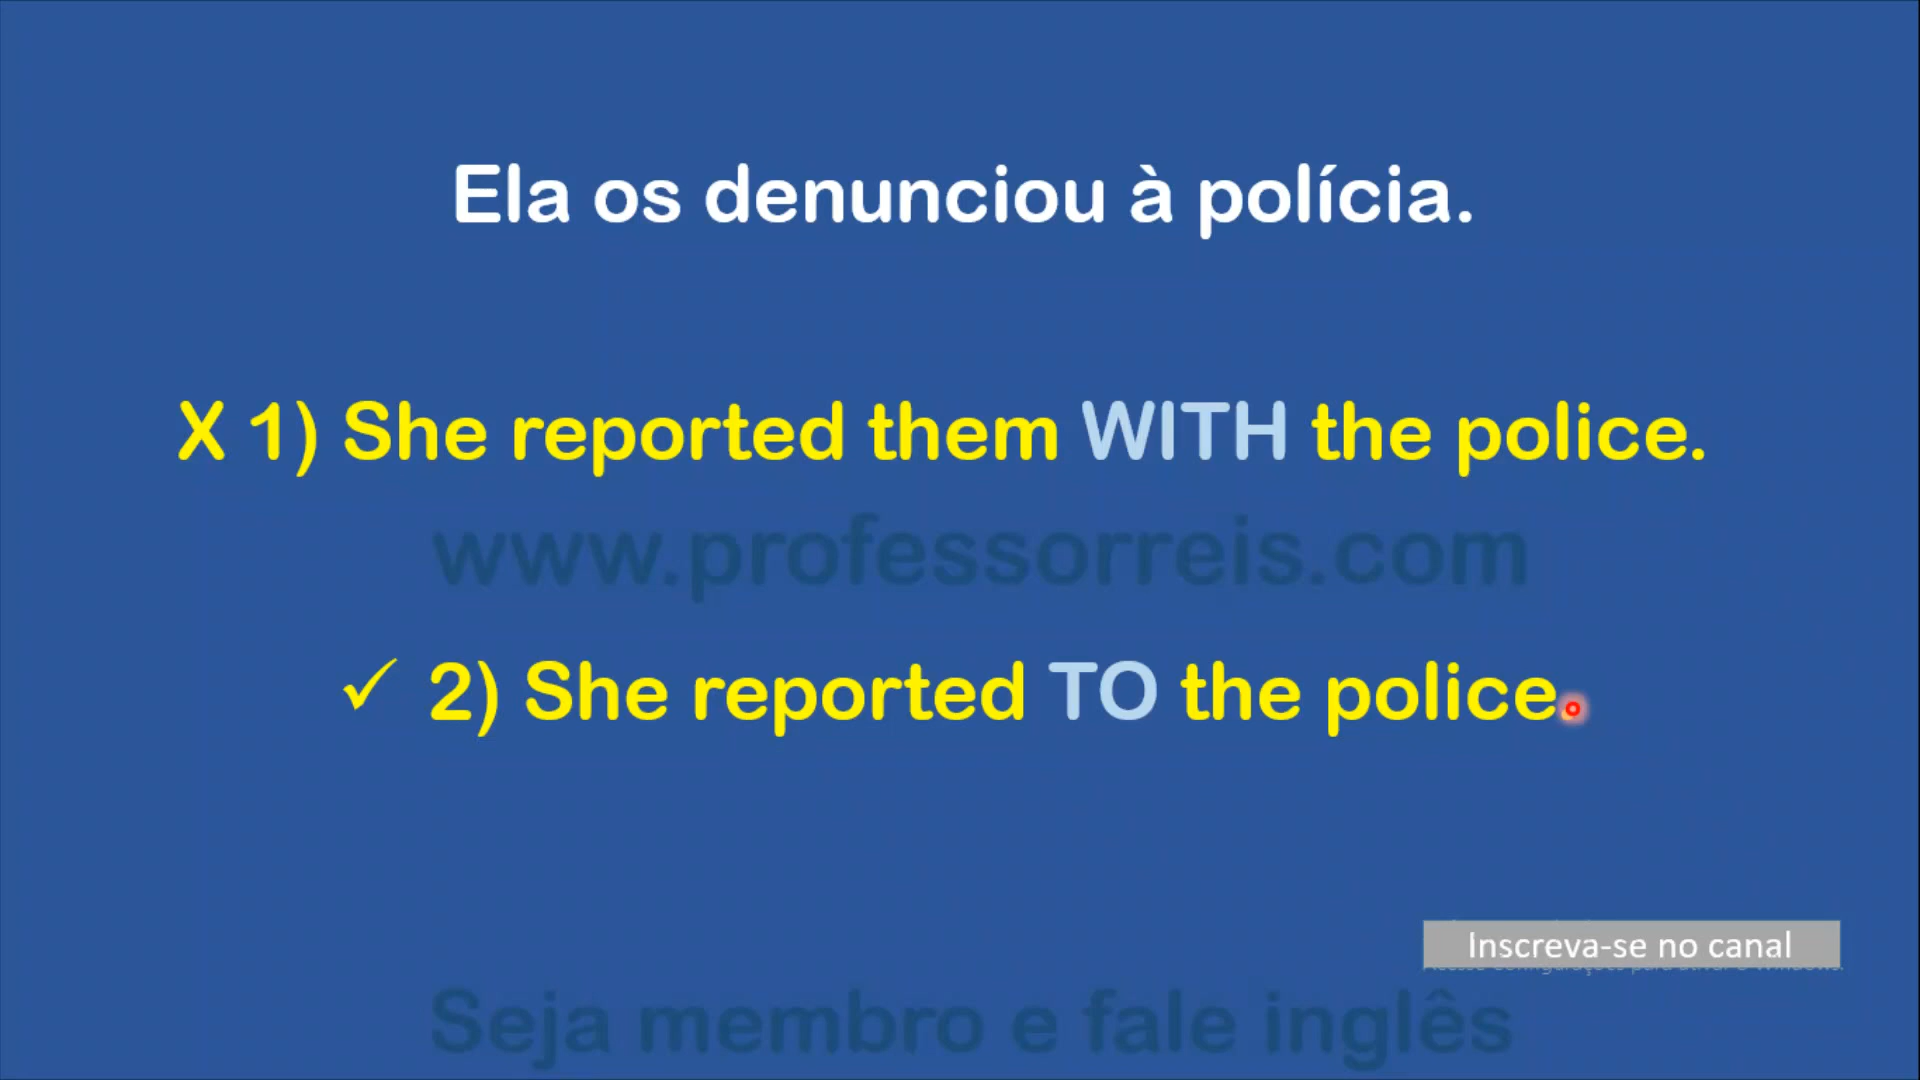 Ela os denunciou à polícia.
X 1) She reported them WITH the police.
www.professorreis.com
✓ 2) She reported TO the police.
Inscreva-se no canal
Seja membro e fale inglês